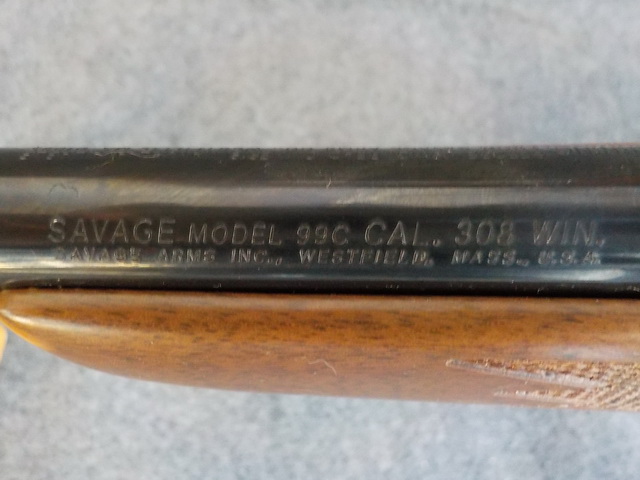 SAVAGE MODEL 99C CAL. 308 WIN.
SAVAGE ARMS INC., WESTFIELD, MASS., U.S.A.